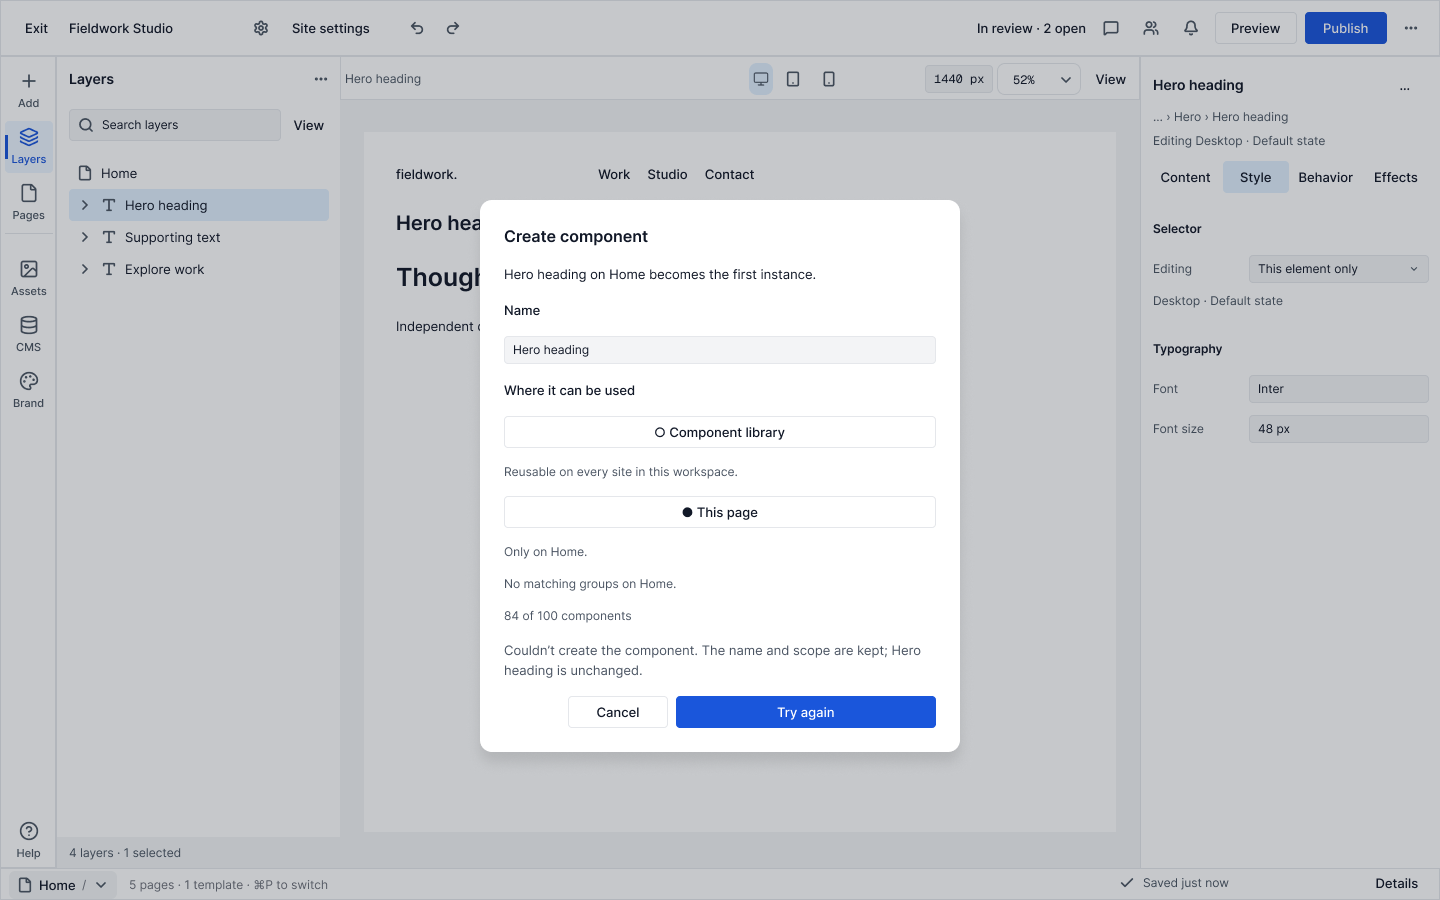 Exit
Fieldwork Studio
Site settings
In review · 2 open
Preview
Publish
Add
Layers
Pages
Assets
CMS
Brand
Help
Layers
Search layers
View
Home
Hero heading
Supporting text
Explore work
4 layers · 1 selected
Hero heading
1440 px
52%
View
fieldwork.
Work
Studio
Contact
Hero hea
Though
Independent
Create component
Hero heading on Home becomes the first instance.
Name
Hero heading
Where it can be used
Component library
Reusable on every site in this workspace.
This page
Only on Home.
No matching groups on Home.
84 of 100 components
Couldn’t create the component. The name and scope are kept; Hero
heading is unchanged.
Cancel
Try again
Hero heading
... › Hero › Hero heading
Editing Desktop · Default state
Content
Style
Behavior
Effects
Selector
Editing
This element only
Desktop · Default state
Typography
Font
Inter
Font size
48 px
Home /
5 pages · 1 template · ⌘P to switch
Saved just now
Details